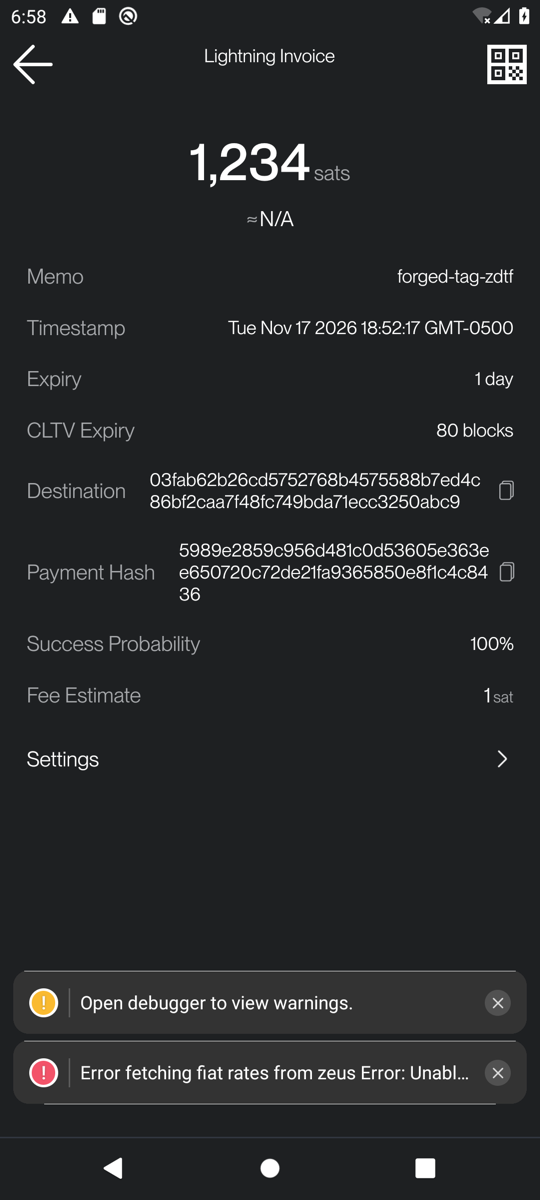 6:58
Lightning Invoice
1,234 sats
≈N/A
Memo forged-tag-zdtf
Timestamp Tue Nov 17 2026 18:52:17 GMT-0500
Expiry 1 day
CLTV Expiry 80 blocks
Destination 03fab62b26cd5752768b4575588b7ed4c
86bf2caa7f48fc749bda71ecc3250abc9
Payment Hash 5989e2859c956d481c0d53605e363e
e650720c72de21fa9365850e8f1c4c84
36
Success Probability 100%
Fee Estimate 1 sat
Settings
Open debugger to view warnings.
Error fetching fiat rates from zeus Error: Unabl...